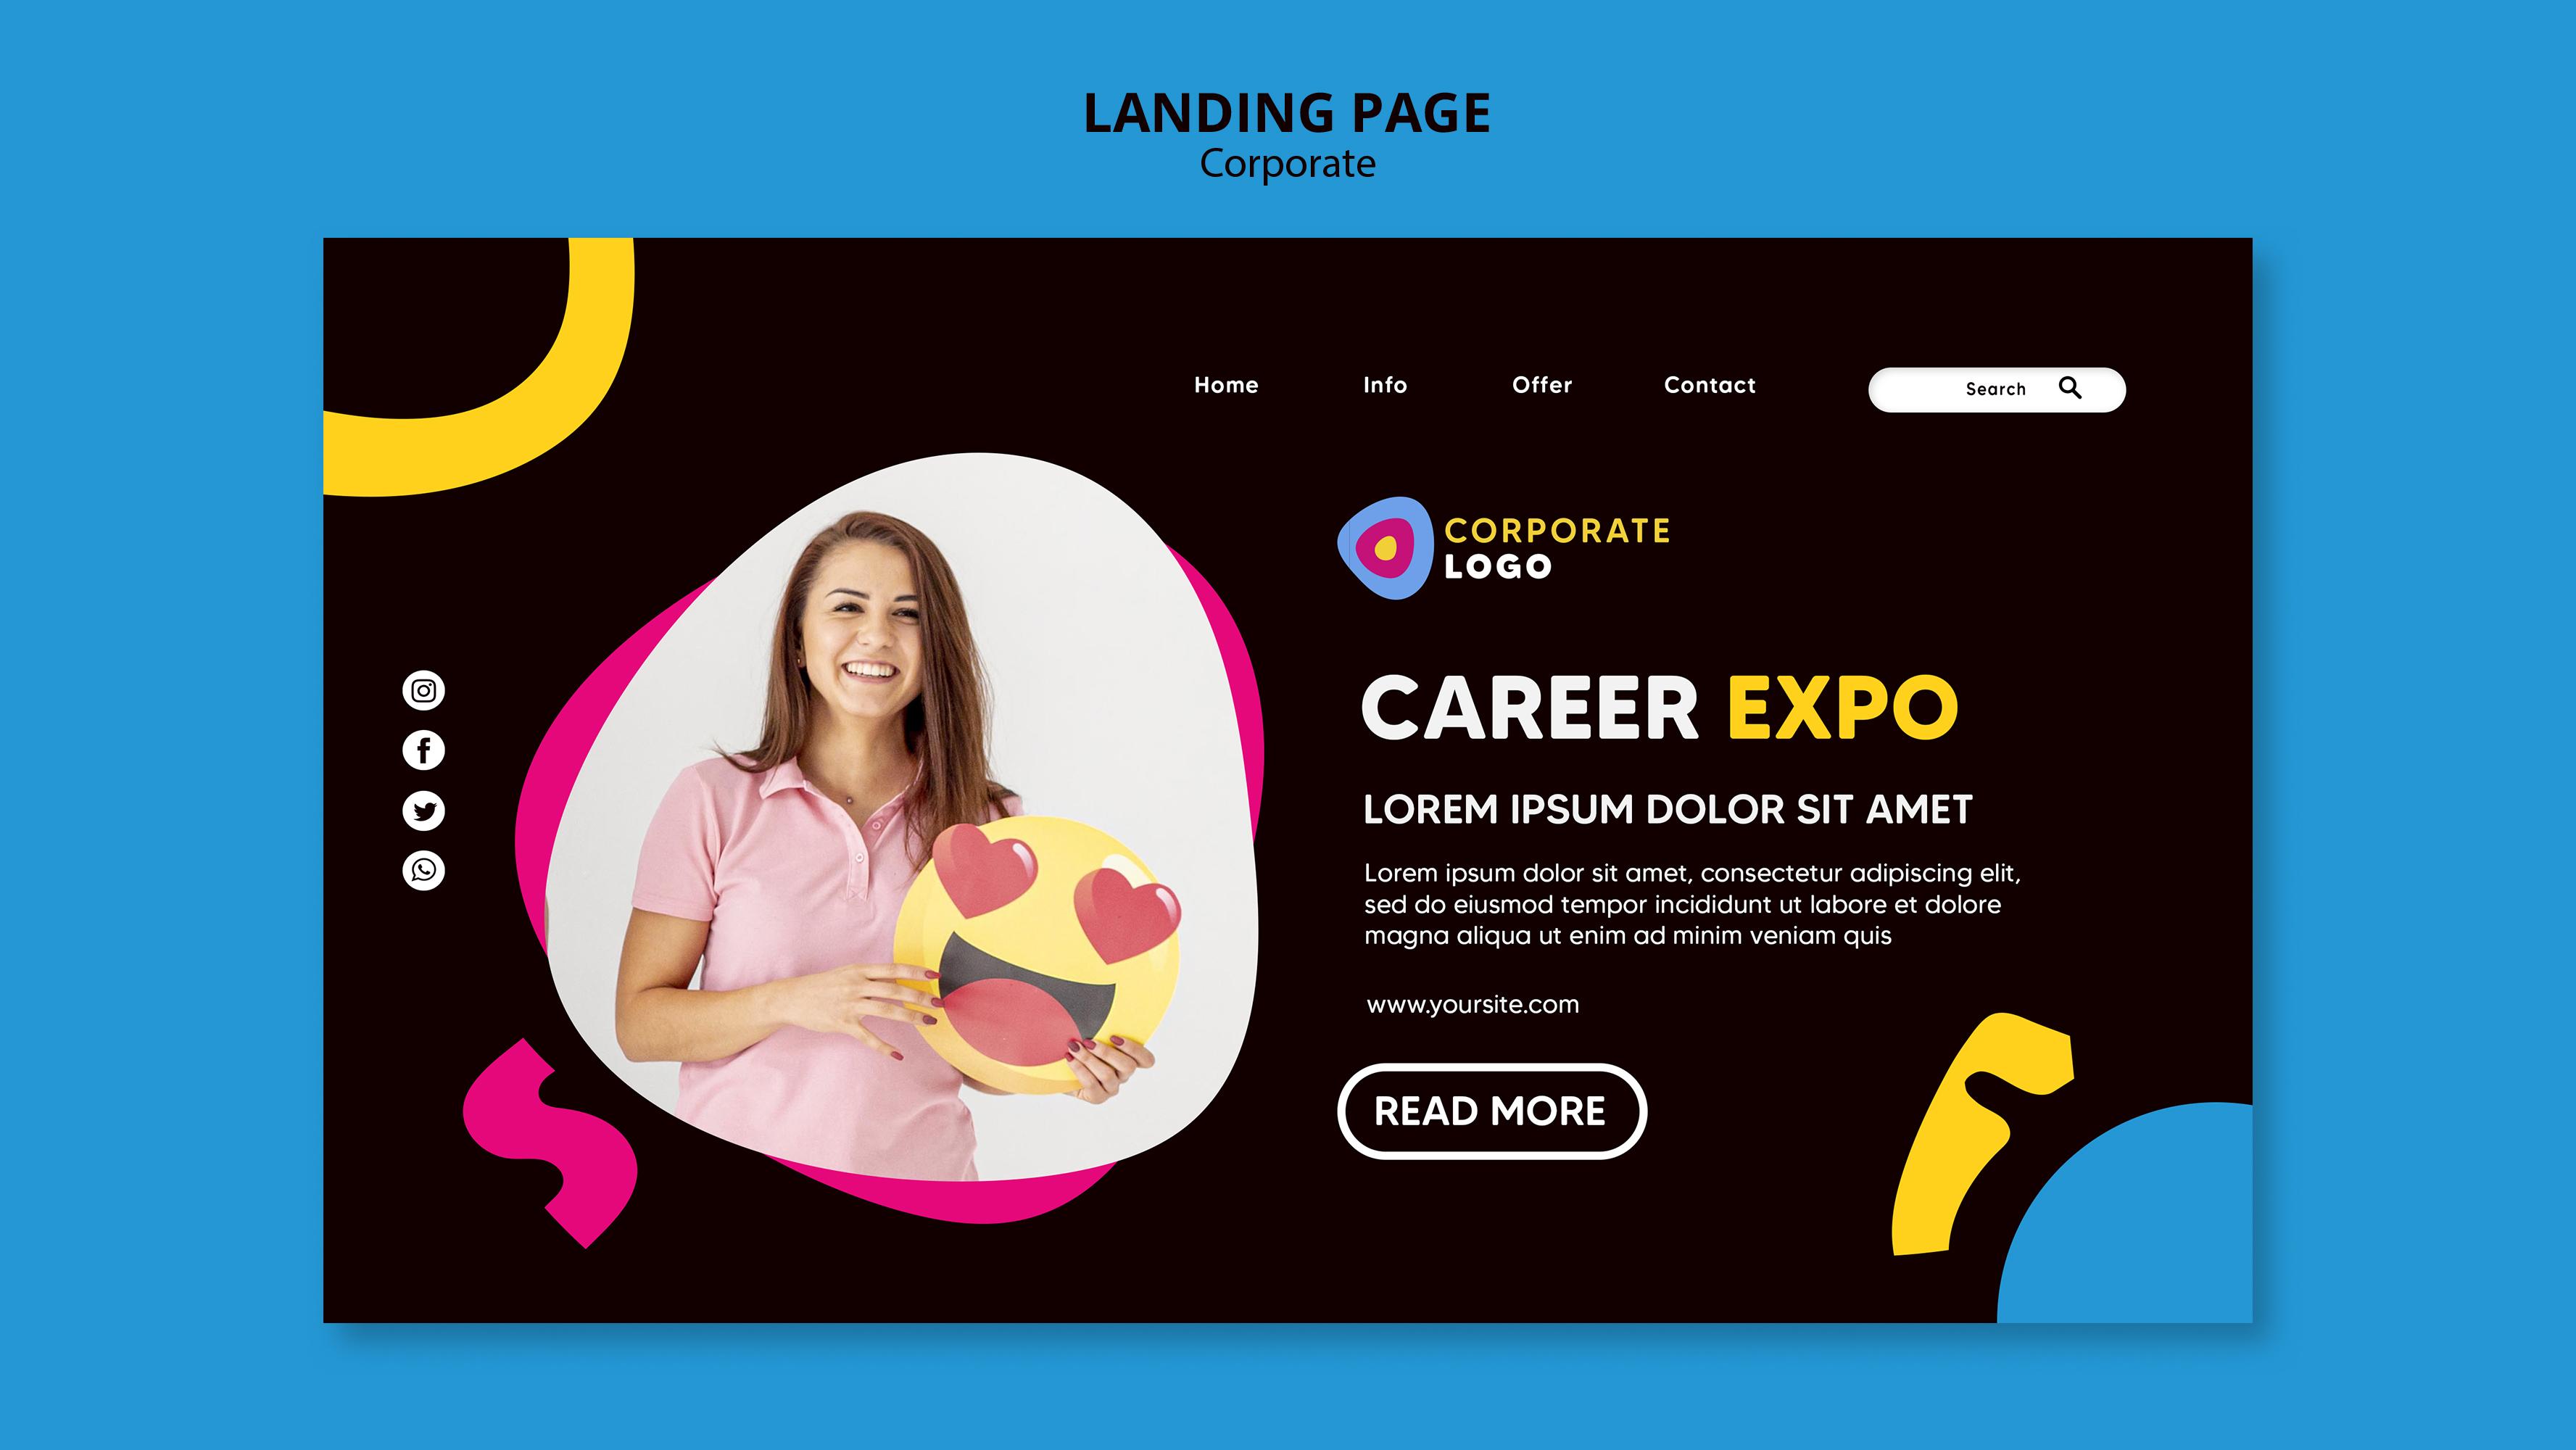 LANDING PAGE
Corporate
Home
Info
Offer
Contact
Search
CORPORATE
LOGO
CAREER EXPO
LOREM IPSUM DOLOR SIT AMET
Lorem ipsum dolor sit amet, consectetur adipiscing elit,
sed do eiusmod tempor incididunt ut labore et dolore
magna aliqua ut enim ad minim veniam quis
www.yoursite.com
READ MORE